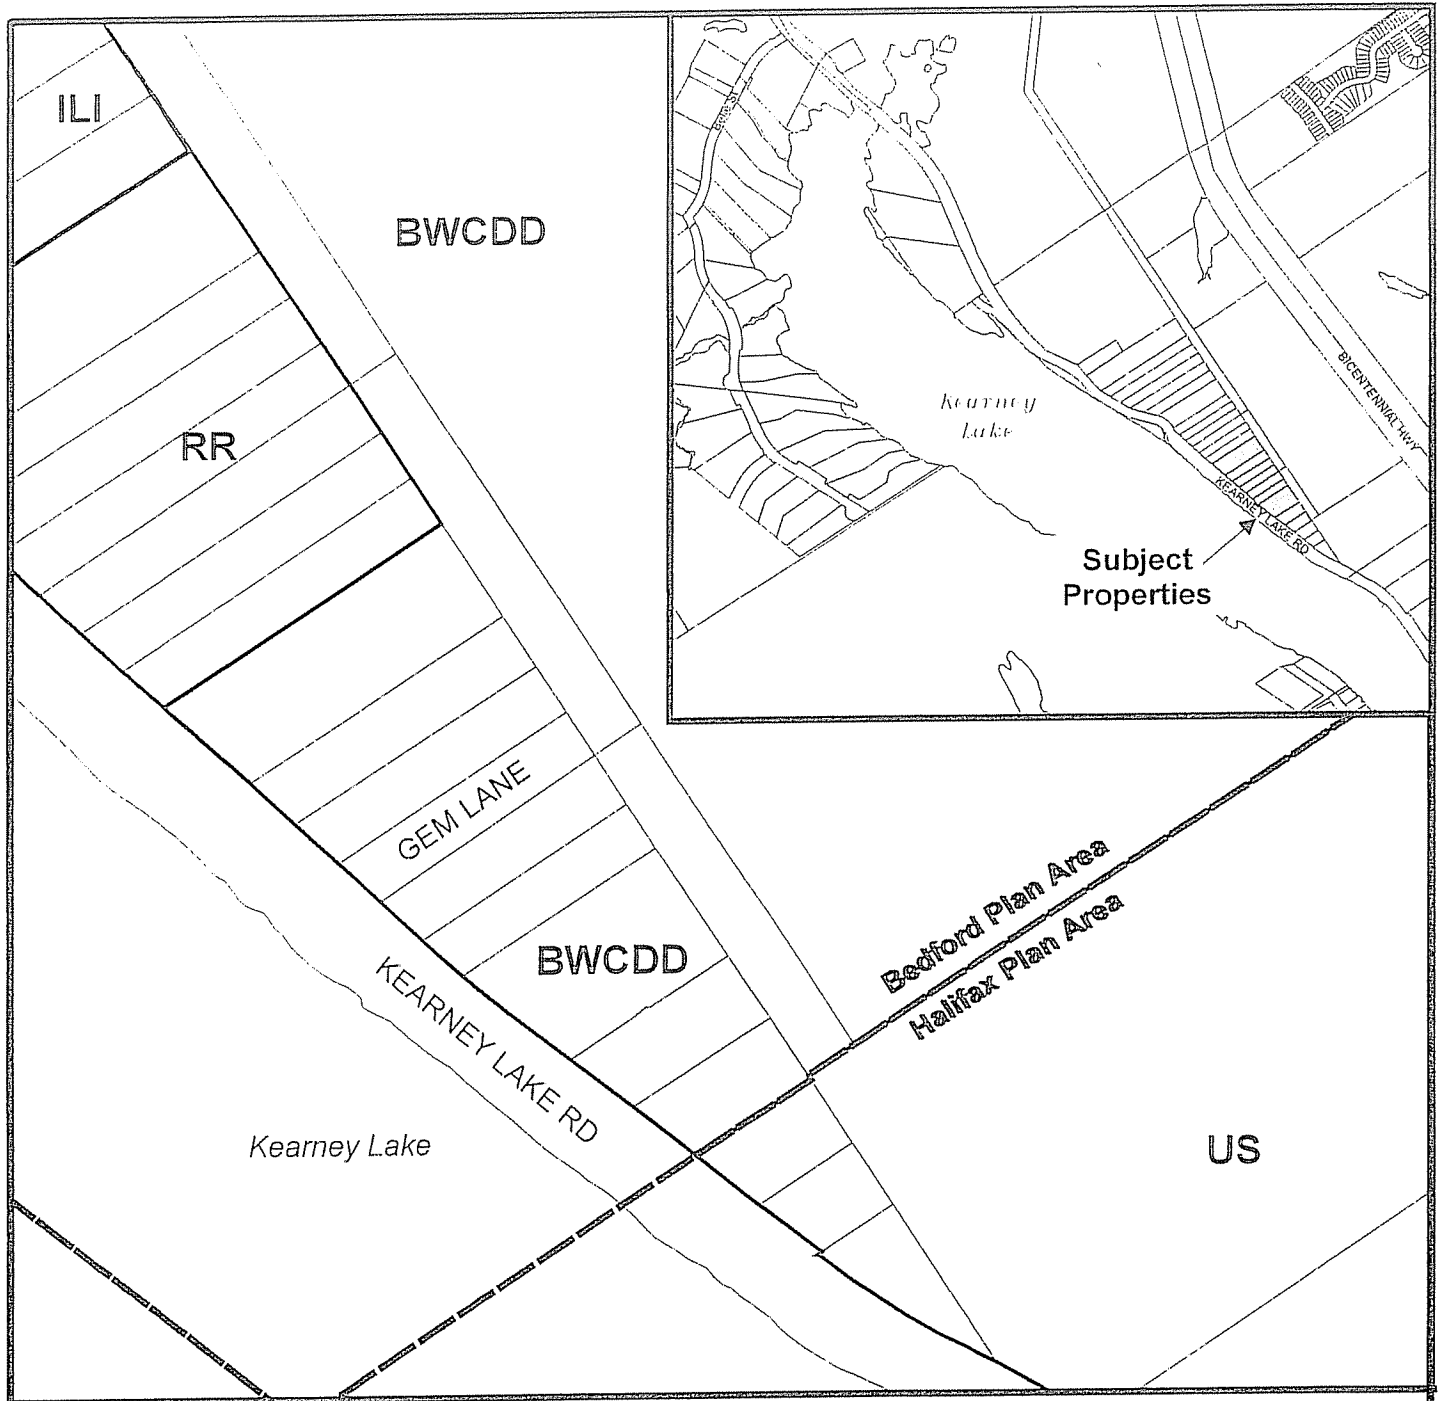 ILI
BWCDD
RR
GEM LANE
BWCDD
KEARNEY LAKE RD
Kearney Lake
Bedford Plan Area
Halifax Plan Area
US
Kearney
Lake
BICENTENNIAL HWY
KEARNEY LAKE RD
Subject
Properties